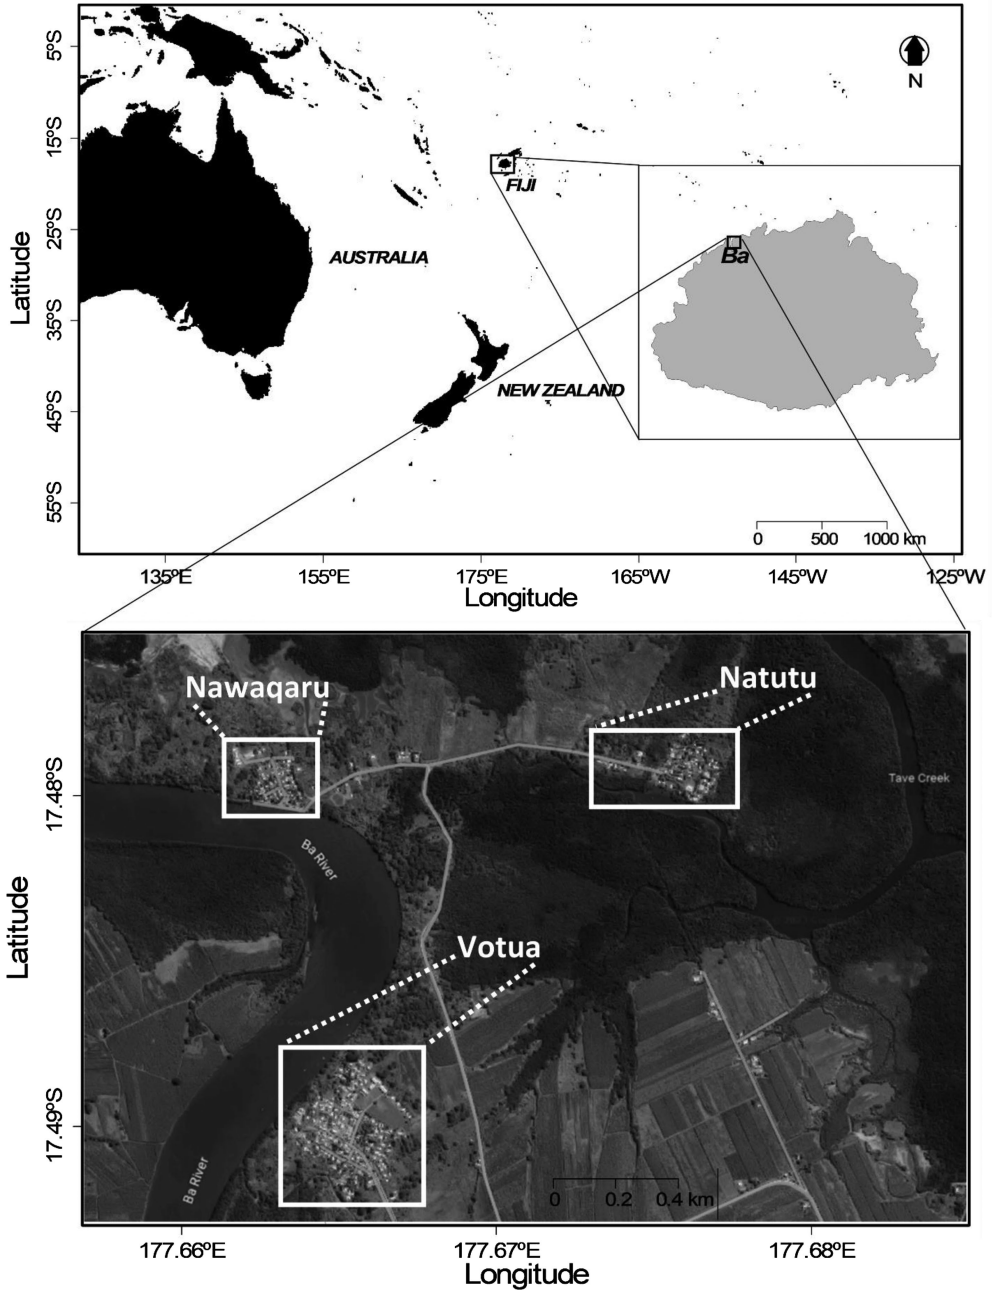 5ºS
15ºS
25ºS
35ºS
45ºS
55ºS
Latitude
N
FIJI
AUSTRALIA
Ba
NEW ZEALAND
0 500 1000 km
135ºE 155ºE 175ºE 165ºW 145ºW 125ºW
Longitude
Nawaqaru
Natutu
Tave Creek
17.48ºS
Ba River
Votua
Latitude
17.49ºS
Ba River
0 0.2 0.4 km
177.66ºE 177.67ºE 177.68ºE
Longitude